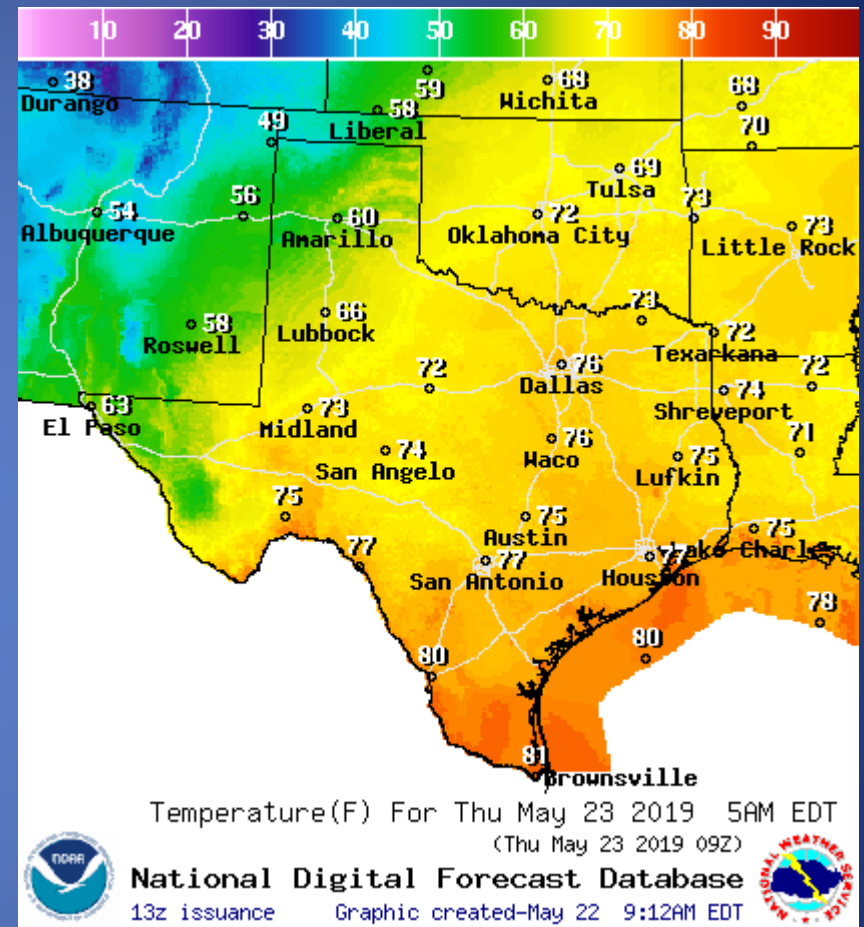 10 20 30 40 50 60 70 80 90
38
Durango
59
68
Wichita
68
58
Liberal
49
70
69
Tulsa
54
Albuquerque
56
60
Amarillo
72
Oklahoma City
73
73
Little Rock
58
Roswell
66
Lubbock
73
72
Texarkana
76
Dallas
72
72
74
Shreveport
63
El Paso
73
Midland
74
San Angelo
76
Waco
75
Lufkin
71
75
75
Austin
75
Lake Charl
77
77
San Antonio
77
Houston
78
80
80
81
Brownsville
Temperature(F) For Thu May 23 2019 5AM EDT
(Thu May 23 2019 09Z)
National Digital Forecast Database
13z issuance Graphic created-May 22 9:12AM EDT
NOAA
NATIONAL WEATHER SERVICE